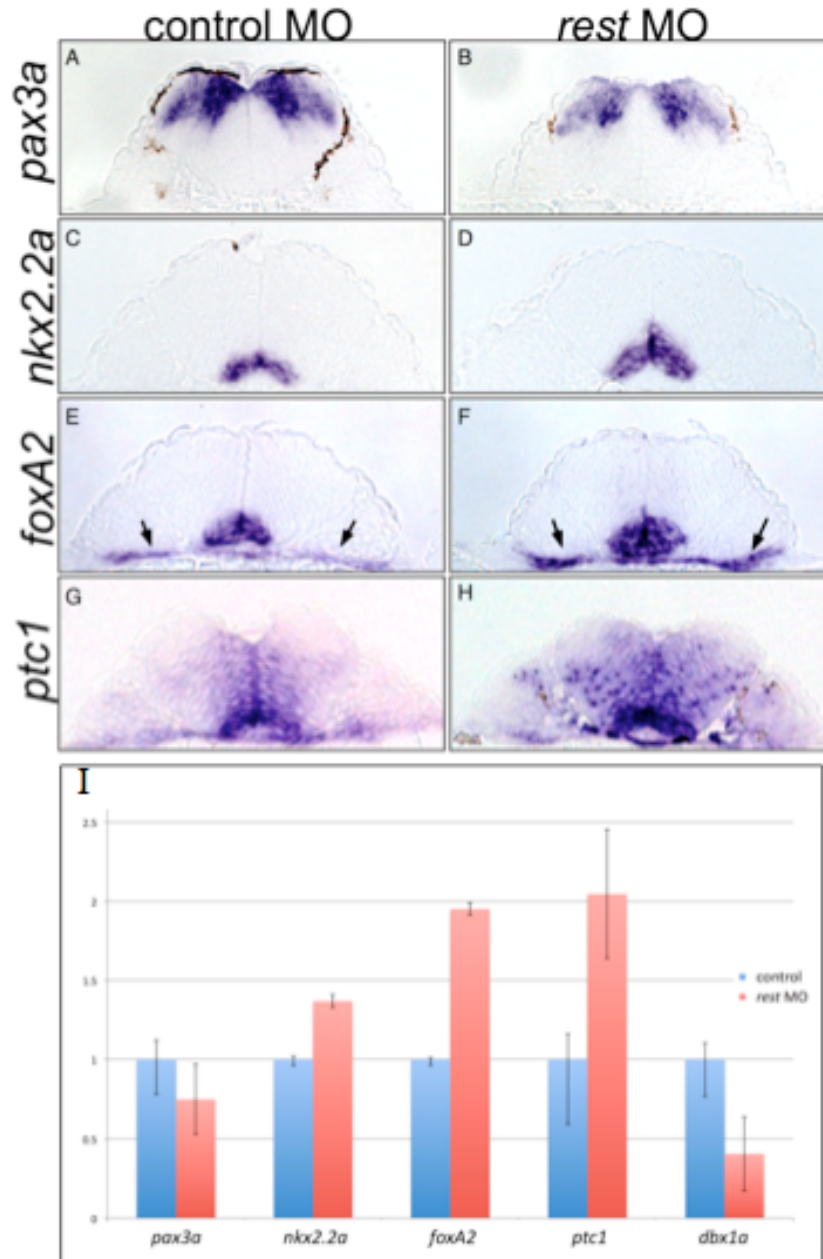 control MO rest MO
pax3a
A
B
nkx2.2a
C
D
foxA2
E
F
ptc1
G
H
I
2.5
2
1.5
1
0.5
0
control
rest MO
pax3a nkx2.2a foxA2 ptc1 dbx1a